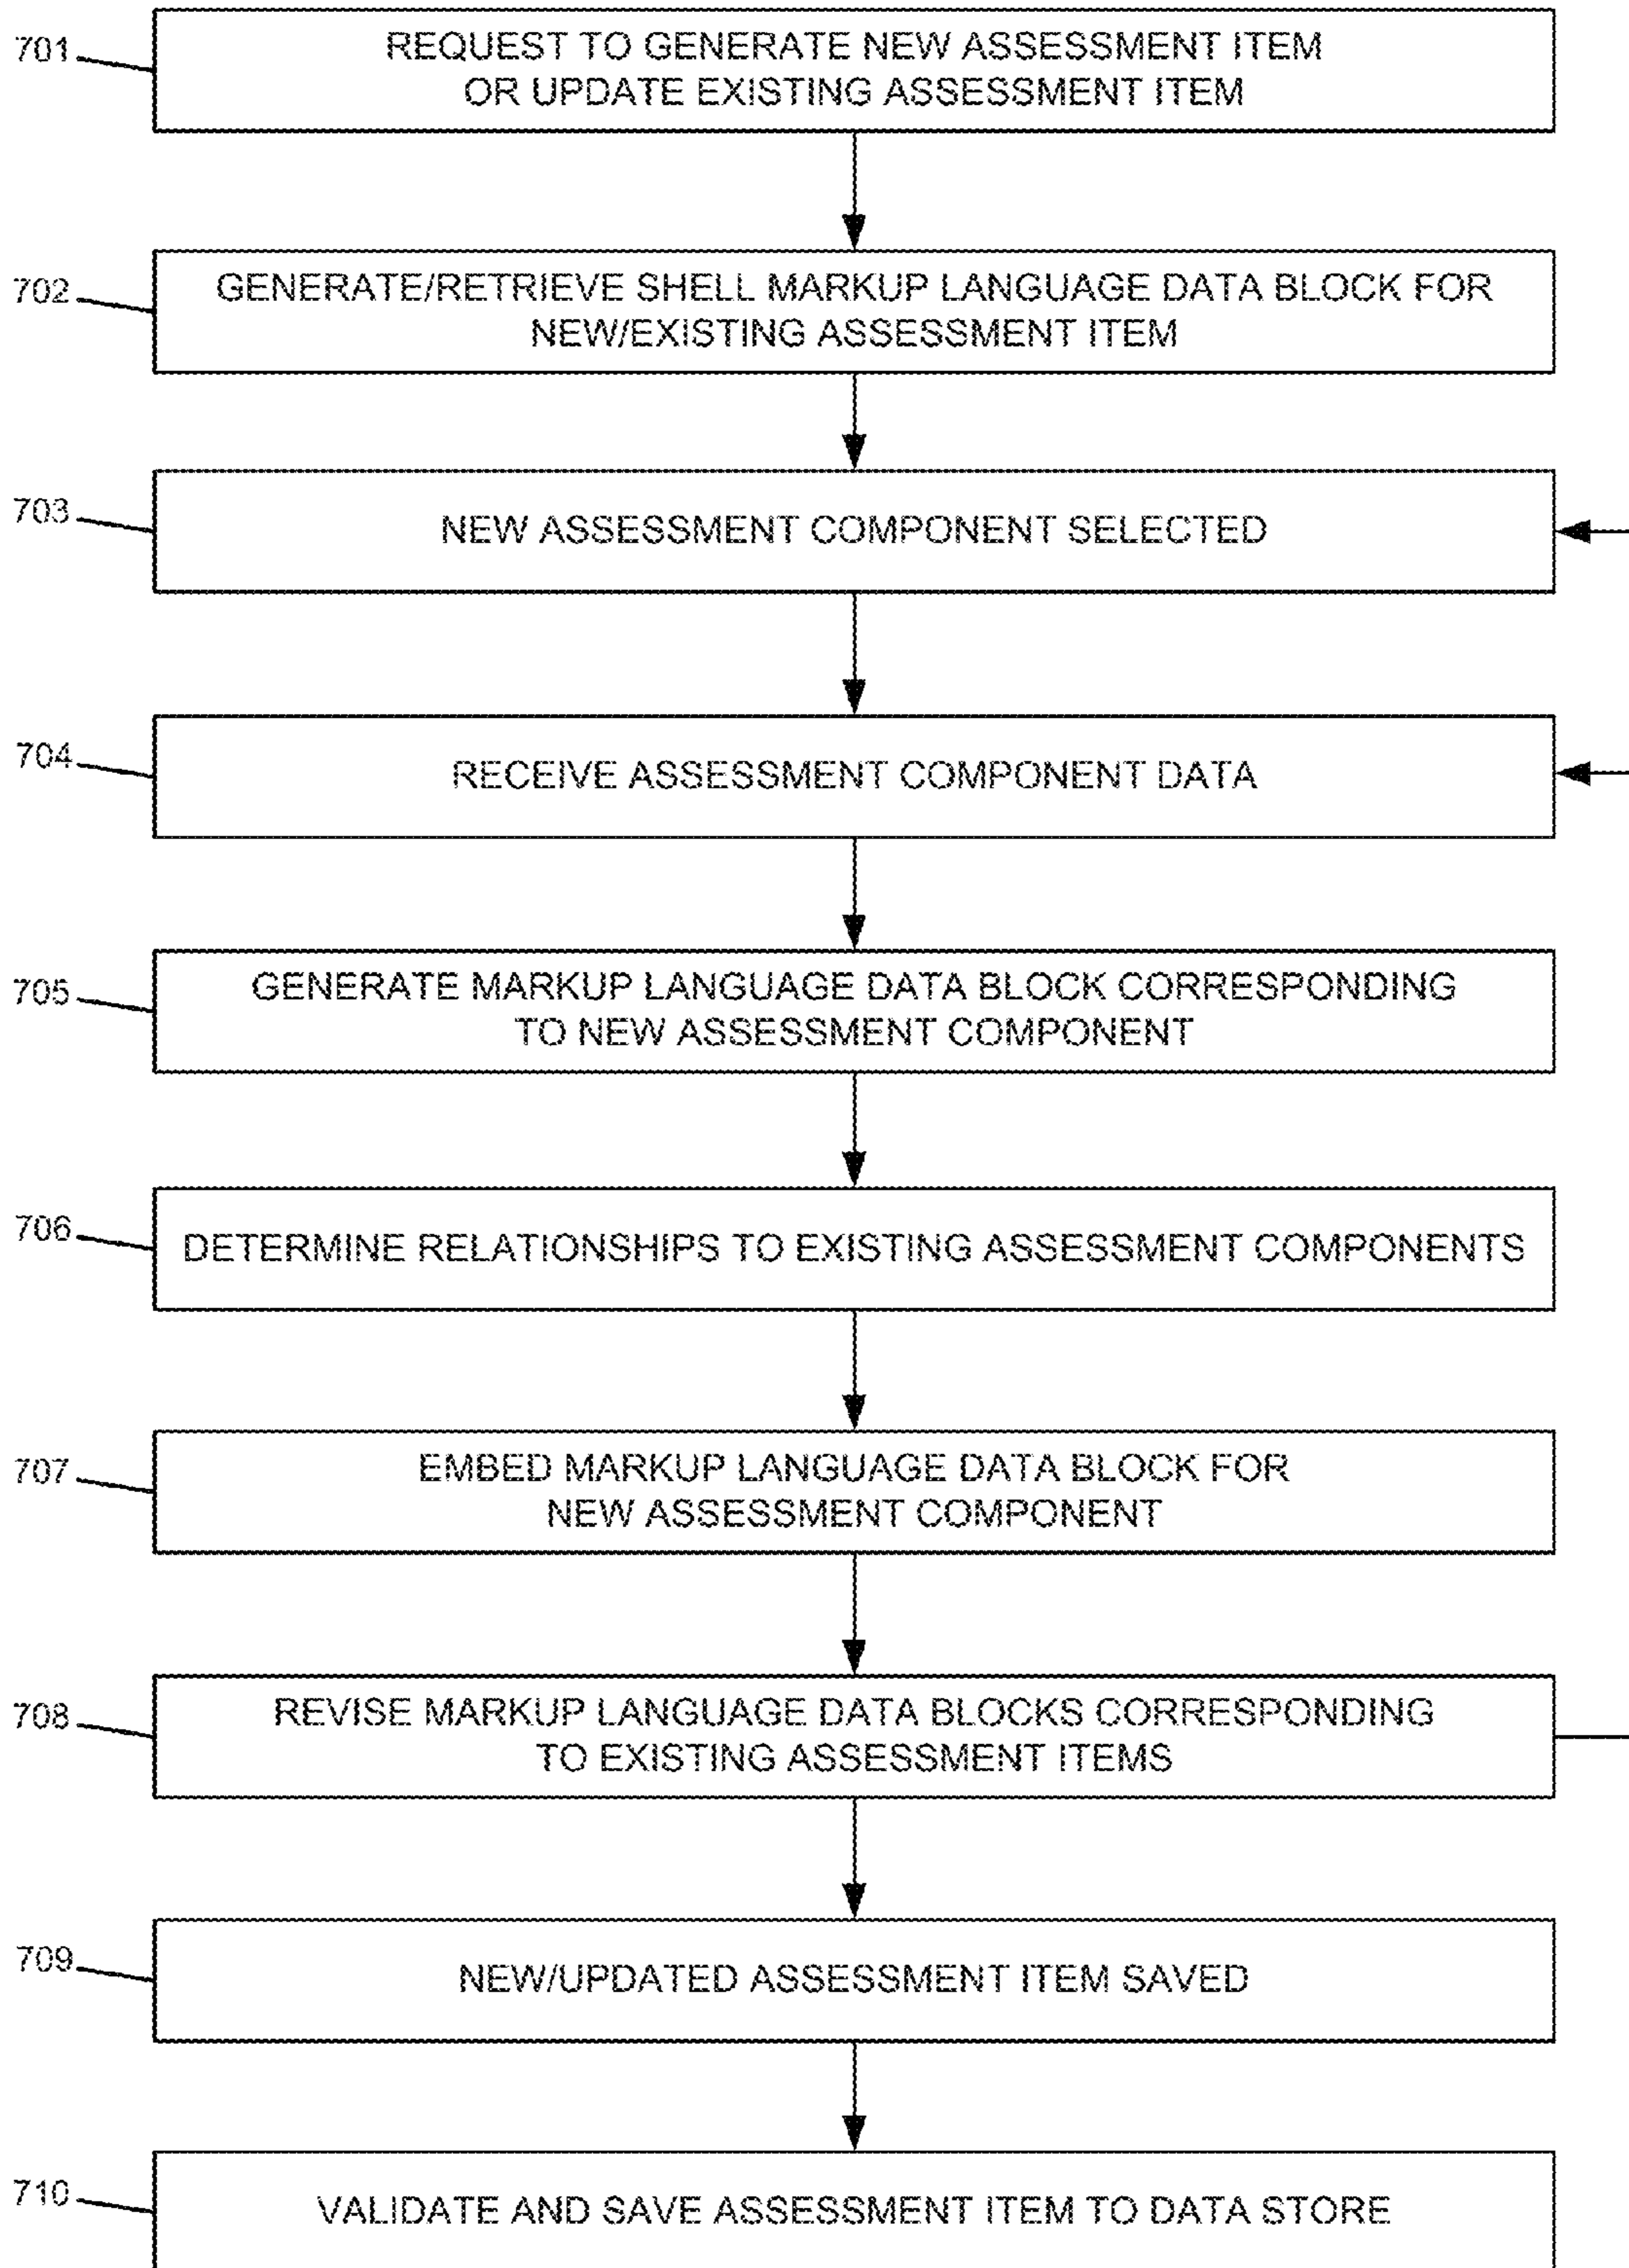 701
REQUEST TO GENERATE NEW ASSESSMENT ITEM
OR UPDATE EXISTING ASSESSMENT ITEM
702
GENERATE/RETRIEVE SHELL MARKUP LANGUAGE DATA BLOCK FOR
NEW/EXISTING ASSESSMENT ITEM
703
NEW ASSESSMENT COMPONENT SELECTED
704
RECEIVE ASSESSMENT COMPONENT DATA
705
GENERATE MARKUP LANGUAGE DATA BLOCK CORRESPONDING
TO NEW ASSESSMENT COMPONENT
706
DETERMINE RELATIONSHIPS TO EXISTING ASSESSMENT COMPONENTS
707
EMBED MARKUP LANGUAGE DATA BLOCK FOR
NEW ASSESSMENT COMPONENT
708
REVISE MARKUP LANGUAGE DATA BLOCKS CORRESPONDING
TO EXISTING ASSESSMENT ITEMS
709
NEW/UPDATED ASSESSMENT ITEM SAVED
710
VALIDATE AND SAVE ASSESSMENT ITEM TO DATA STORE